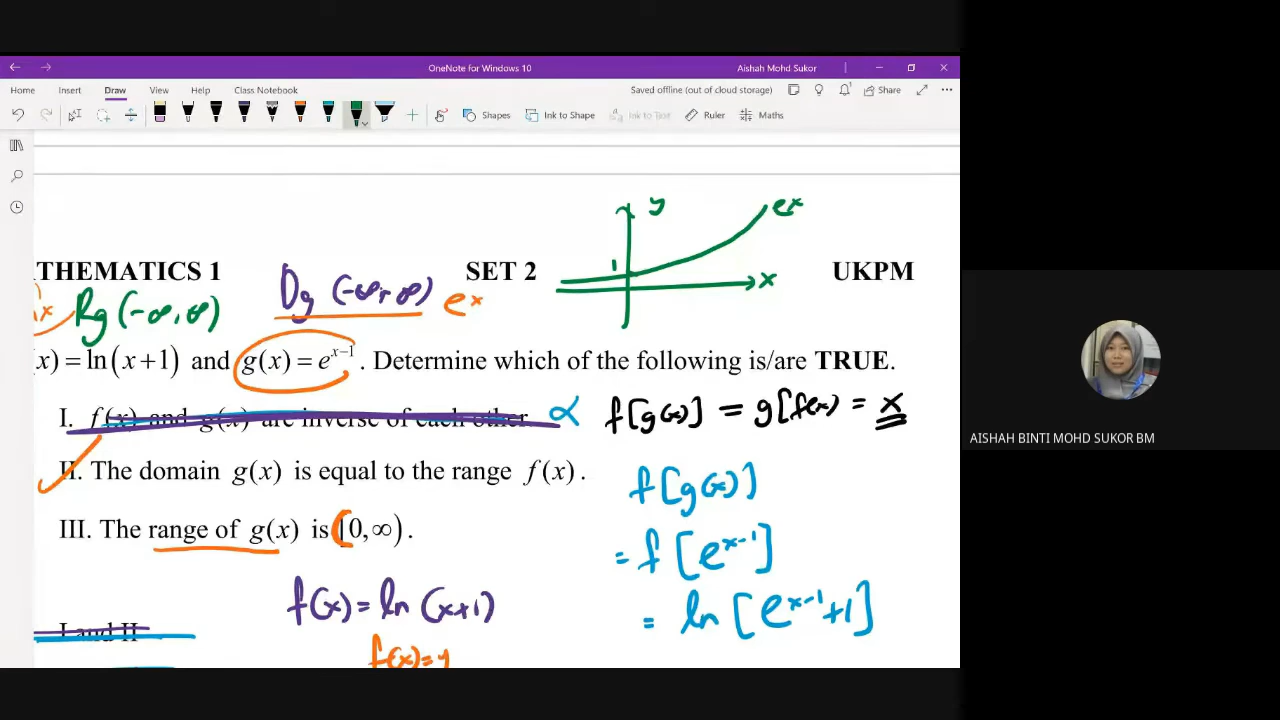 OneNote for Windows 10
Aishah Mohd Sukor
Home Insert Draw View Help Class Notebook
Saved offline (out of cloud storage)
Share
Shapes
Ink to Shape
Ink to Text
Ruler
Maths
y
e^x
1
x
THEMATICS 1 SET 2 UKPM
Rg (-∞, ∞)
Dg (-∞, ∞) e^x
(x) = ln(x+1) and g(x) = e^{x-1}. Determine which of the following is/are TRUE.
I. f(x) and g(x) are inverse of each other.
f[g(x)] = g[f(x) = x
II. The domain g(x) is equal to the range f(x).
f[g(x)]
III. The range of g(x) is [0, ∞).
= f[e^{x-1}]
f(x) = ln (x+1)
= ln [e^{x-1}+1]
I and II
f(x) = y
AISHAH BINTI MOHD SUKOR BM